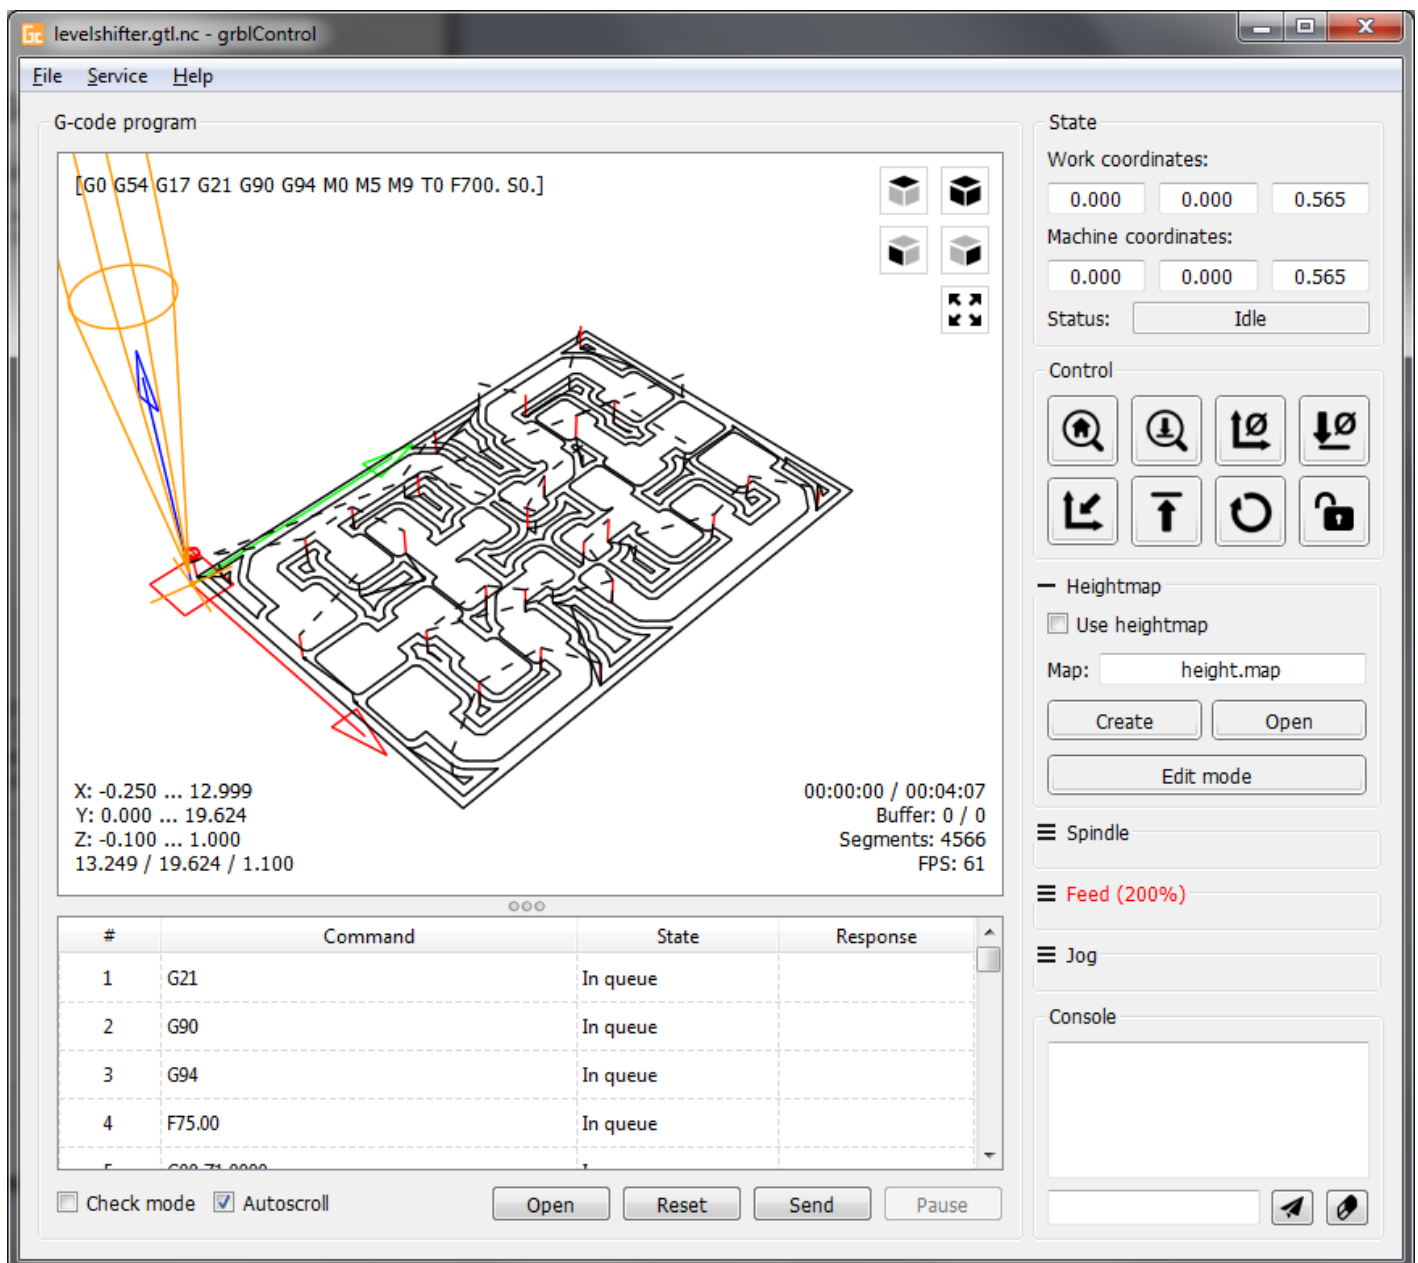 Gc levelshifter.gtl.nc - grblControl
File Service Help
G-code program
[G0 G54 G17 G21 G90 G94 M0 M5 M9 T0 F700. S0.]
X: -0.250 ... 12.999
Y: 0.000 ... 19.624
Z: -0.100 ... 1.000
13.249 / 19.624 / 1.100
00:00:00 / 00:04:07
Buffer: 0 / 0
Segments: 4566
FPS: 61
# Command State Response
1 G21 In queue
2 G90 In queue
3 G94 In queue
4 F75.00 In queue
Check mode Autoscroll Open Reset Send Pause
State
Work coordinates:
0.000 0.000 0.565
Machine coordinates:
0.000 0.000 0.565
Status: Idle
Control
Heightmap
Use heightmap
Map: height.map
Create Open
Edit mode
Spindle
Feed (200%)
Jog
Console